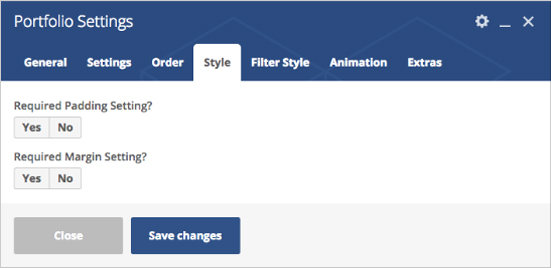 Portfolio Settings
General Settings Order Style Filter Style Animation Extras
Required Padding Setting?
Yes No
Required Margin Setting?
Yes No
Close Save changes